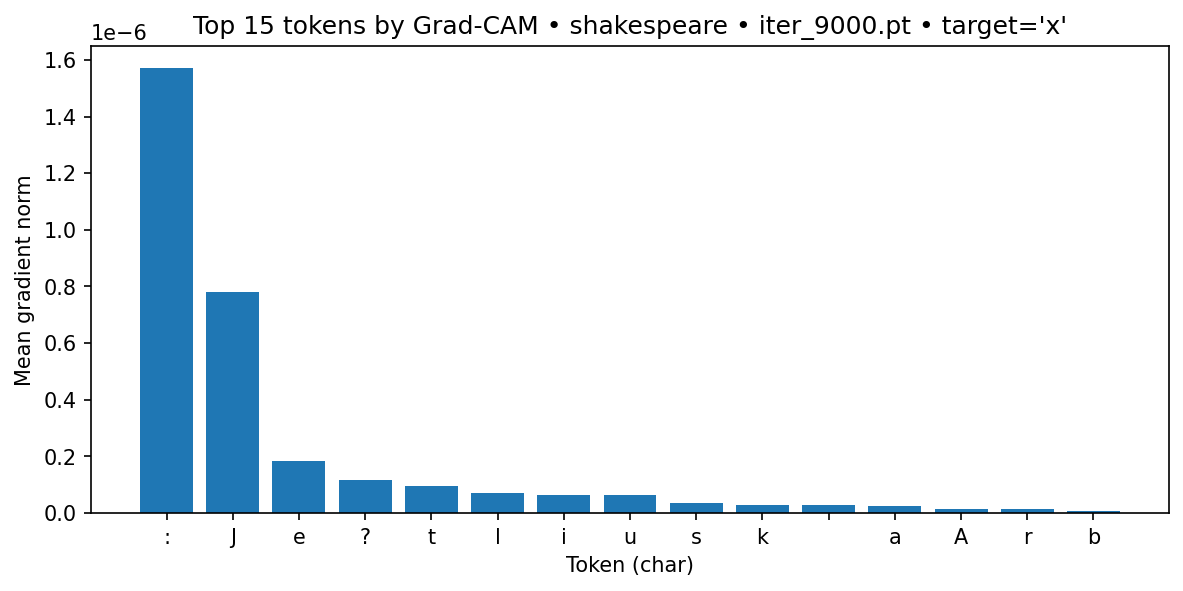 Top 15 tokens by Grad-CAM • shakespeare • iter_9000.pt • target='x'
1e−6
1.6
1.4
1.2
1.0
0.8
0.6
0.4
0.2
0.0
Mean gradient norm
: J e ? t l i u s k a A r b
Token (char)